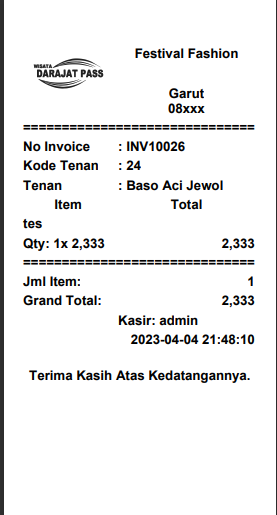 Festival Fashion
WISATA
DARAJAT PASS
Garut
08xxx
==============================
No Invoice : INV10026
Kode Tenan : 24
Tenan : Baso Aci Jewol
Item Total
tes
Qty: 1x 2,333 2,333
==============================
Jml Item: 1
Grand Total: 2,333
Kasir: admin
2023-04-04 21:48:10
Terima Kasih Atas Kedatangannya.